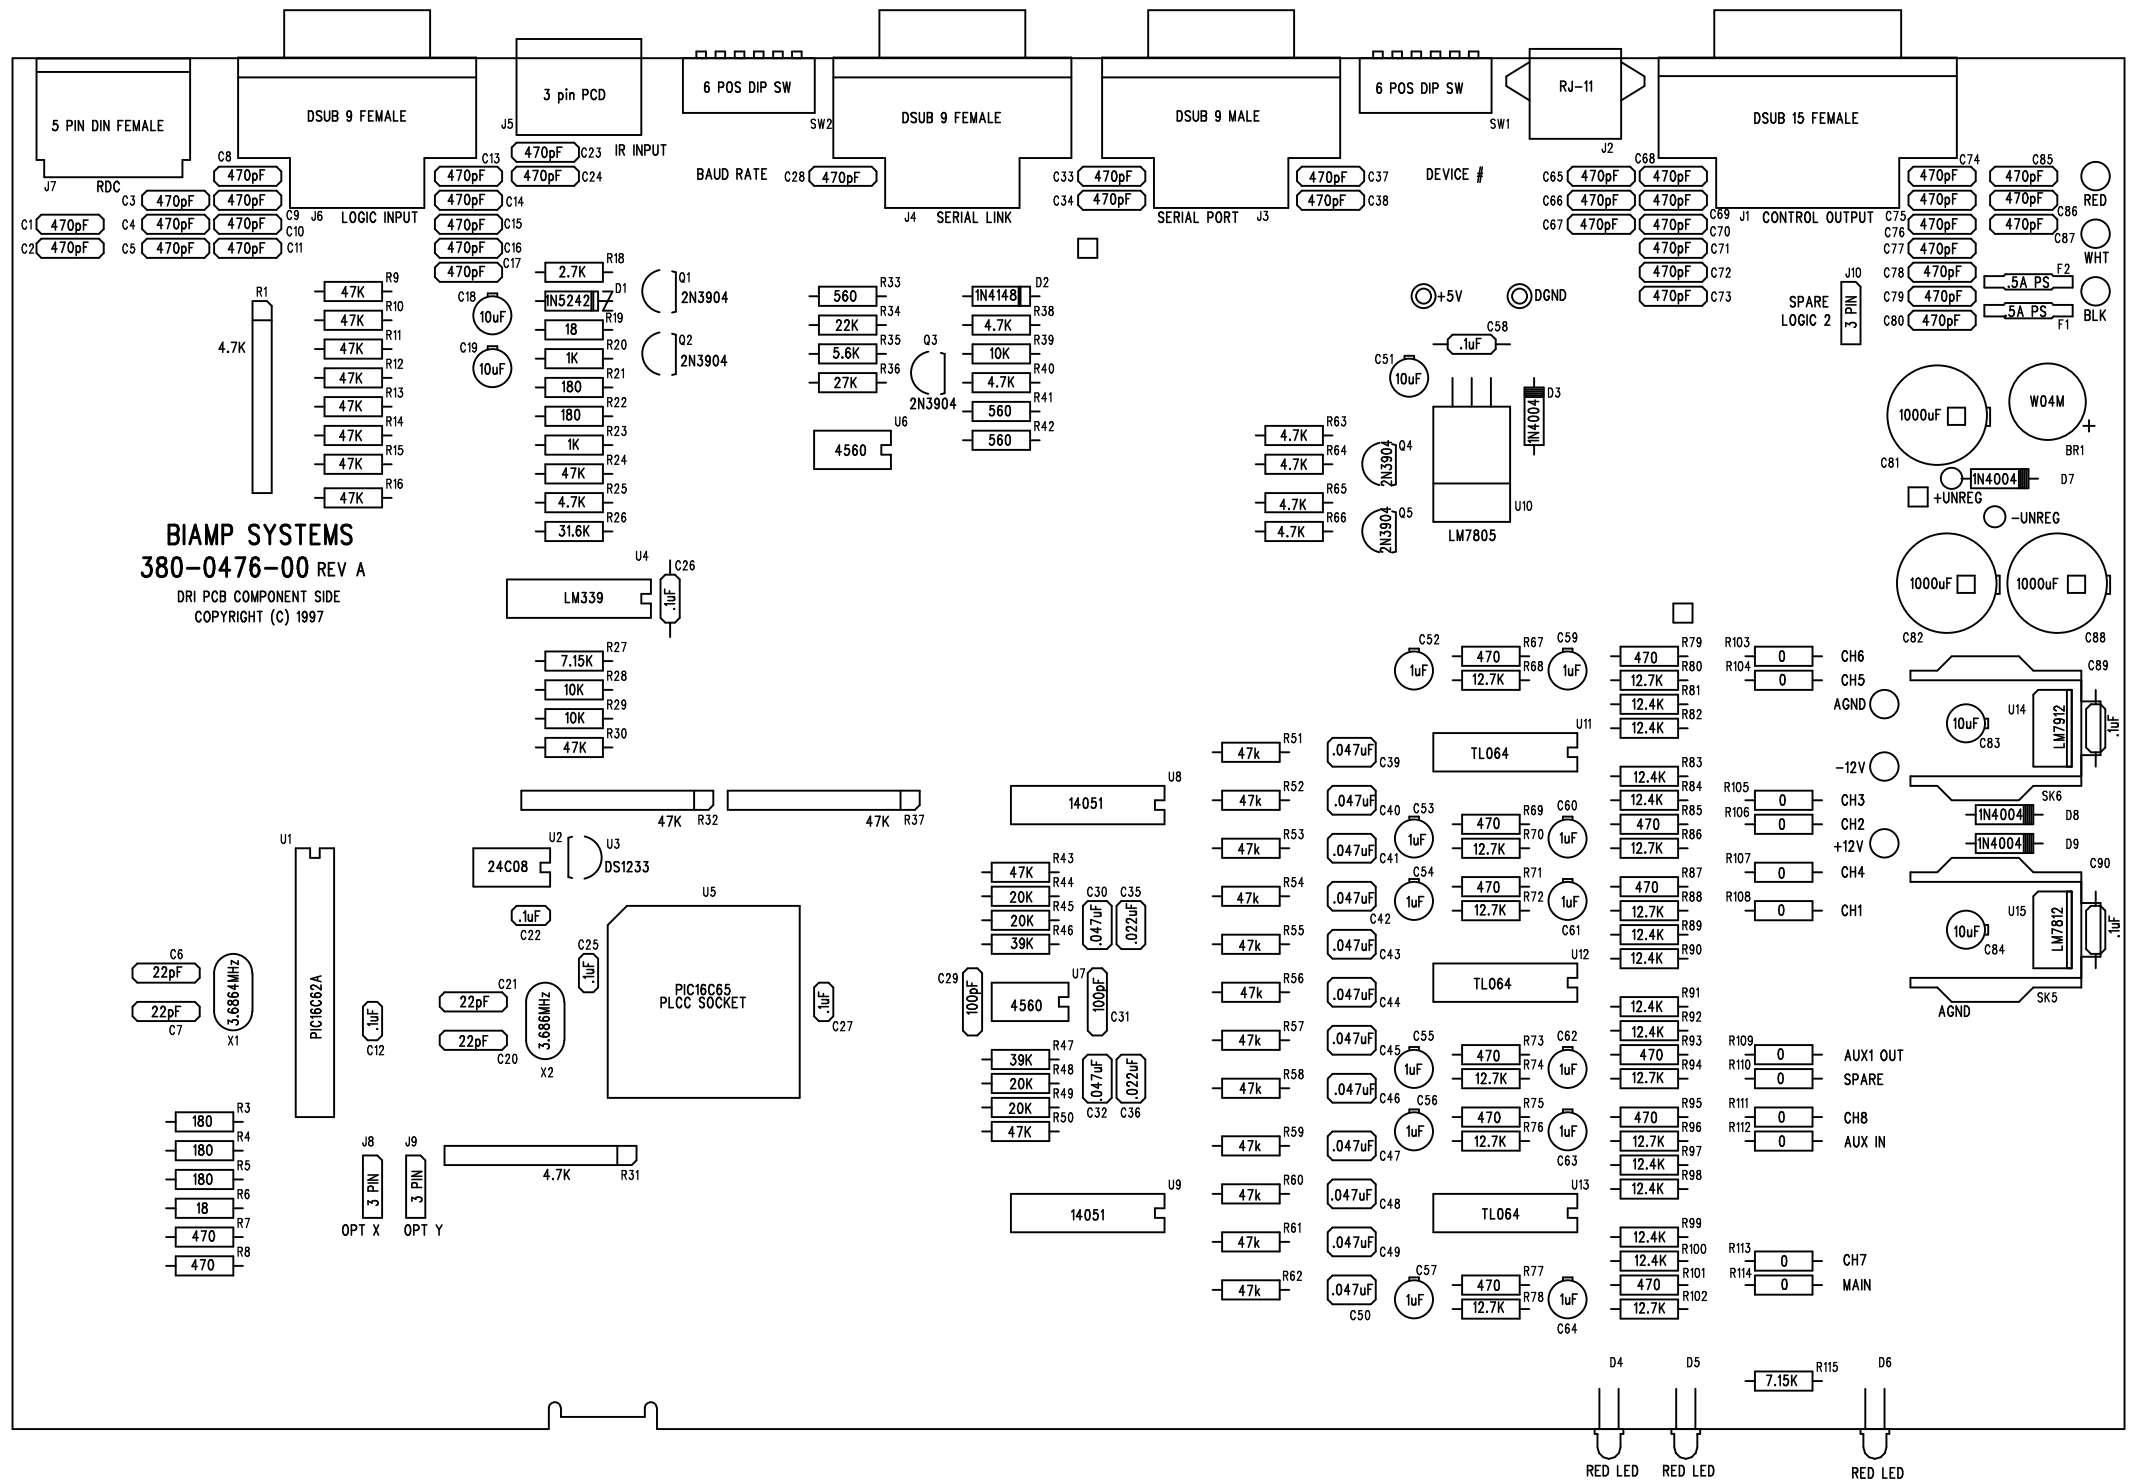 5 PIN DIN FEMALE
J7
RDC
DSUB 9 FEMALE
J6
LOGIC INPUT
3 pin PCD
J5
IR INPUT
6 POS DIP SW
SW2
BAUD RATE
DSUB 9 FEMALE
J4
SERIAL LINK
DSUB 9 MALE
SERIAL PORT
J3
6 POS DIP SW
SW1
DEVICE #
RJ-11
J2
DSUB 15 FEMALE
J1
CONTROL OUTPUT
C1 470pF
C2 470pF
C3 470pF
C4 470pF
C5 470pF
C8
470pF
470pF C9
470pF C10
470pF C11
C13
470pF
470pF C14
470pF C15
470pF C16
470pF C17
470pF C23
470pF C24
C28 470pF
C33 470pF
C34 470pF
470pF C37
470pF C38
C65 470pF
C66 470pF
C67 470pF
C68
470pF
470pF C69
470pF C70
470pF C71
470pF C72
470pF C73
C74
470pF
C75 470pF
C76 470pF
C77 470pF
C78 470pF
C79 470pF
C80 470pF
C85
470pF
470pF C86
470pF C87
RED
WHT
BLK
F2
.5A PS
.5A PS
F1
J10
3 PIN
SPARE
LOGIC 2
R1
4.7K
47K R9
47K R10
47K R11
47K R12
47K R13
47K R14
47K R15
47K R16
C18
10uF
C19
10uF
2.7K R18
1N5242 D1
18 R19
1K R20
180 R21
180 R22
1K R23
47K R24
4.7K R25
31.6K R26
Q1
2N3904
Q2
2N3904
560 R33
22K R34
5.6K R35
27K R36
Q3
2N3904
U6
4560
1N4148 D2
4.7K R38
10K R39
4.7K R40
560 R41
560 R42
+5V
DGND
C58
.1uF
C51
10uF
D3
1N4004
4.7K R63
4.7K R64
4.7K R65
4.7K R66
Q4
2N3904
Q5
2N3904
U10
LM7805
1000uF
C81
W04M
BR1
1N4004 D7
+UNREG
-UNREG
1000uF
C82
1000uF
C88
BIAMP SYSTEMS
380-0476-00 REV A
DRI PCB COMPONENT SIDE
COPYRIGHT (C) 1997
U4
LM339
C26
.1uF
7.15K R27
10K R28
10K R29
47K R30
47K R32
47K R37
U1
PIC16C62A
U2
24C08
U3
DS1233
.1uF
C22
C25
.1uF
U5
PIC16C65
PLCC SOCKET
.1uF
C27
C6
22pF
22pF
C7
3.6864MHz
X1
.1uF
C12
C21
22pF
22pF
C20
3.686MHz
X2
180 R3
180 R4
180 R5
18 R6
470 R7
470 R8
J8
3 PIN
OPT X
J9
3 PIN
OPT Y
4.7K R31
U8
14051
47K R43
20K R44
20K R45
39K R46
C30
.047uF
C35
.022uF
C29
100pF
U7
4560
100pF
C31
39K R47
20K R48
20K R49
47K R50
.047uF
C32
.022uF
C36
U9
14051
47k R51
47k R52
47k R53
47k R54
47k R55
47k R56
47k R57
47k R58
47k R59
47k R60
47k R61
47k R62
.047uF C39
.047uF C40
.047uF C41
.047uF C42
.047uF C43
.047uF C44
.047uF C45
.047uF C46
.047uF C47
.047uF C48
.047uF C49
.047uF C50
C52
1uF
C53
1uF
C54
1uF
C55
1uF
C56
1uF
C57
1uF
470 R67
12.7K R68
U11
TL064
470 R69
12.7K R70
470 R71
12.7K R72
U12
TL064
470 R73
12.7K R74
470 R75
12.7K R76
U13
TL064
470 R77
12.7K R78
C59
1uF
C60
1uF
1uF
C61
C62
1uF
1uF
C63
1uF
C64
470 R79
12.7K R80
12.4K R81
12.4K R82
12.4K R83
12.4K R84
470 R85
12.7K R86
470 R87
12.7K R88
12.4K R89
12.4K R90
12.4K R91
12.4K R92
470 R93
12.7K R94
470 R95
12.7K R96
12.4K R97
12.4K R98
12.4K R99
12.4K R100
470 R101
12.7K R102
R103 0 CH6
R104 0 CH5
R105 0 CH3
R106 0 CH2
R107 0 CH4
R108 0 CH1
R109 0 AUX1 OUT
R110 0 SPARE
R111 0 CH8
R112 0 AUX IN
R113 0 CH7
R114 0 MAIN
7.15K R115
AGND
-12V
+12V
C89
.1uF
U14
LM7912
10uF
C83
SK6
1N4004 D8
1N4004 D9
C90
.1uF
U15
LM7812
10uF
C84
SK5
AGND
D4
RED LED
D5
RED LED
D6
RED LED